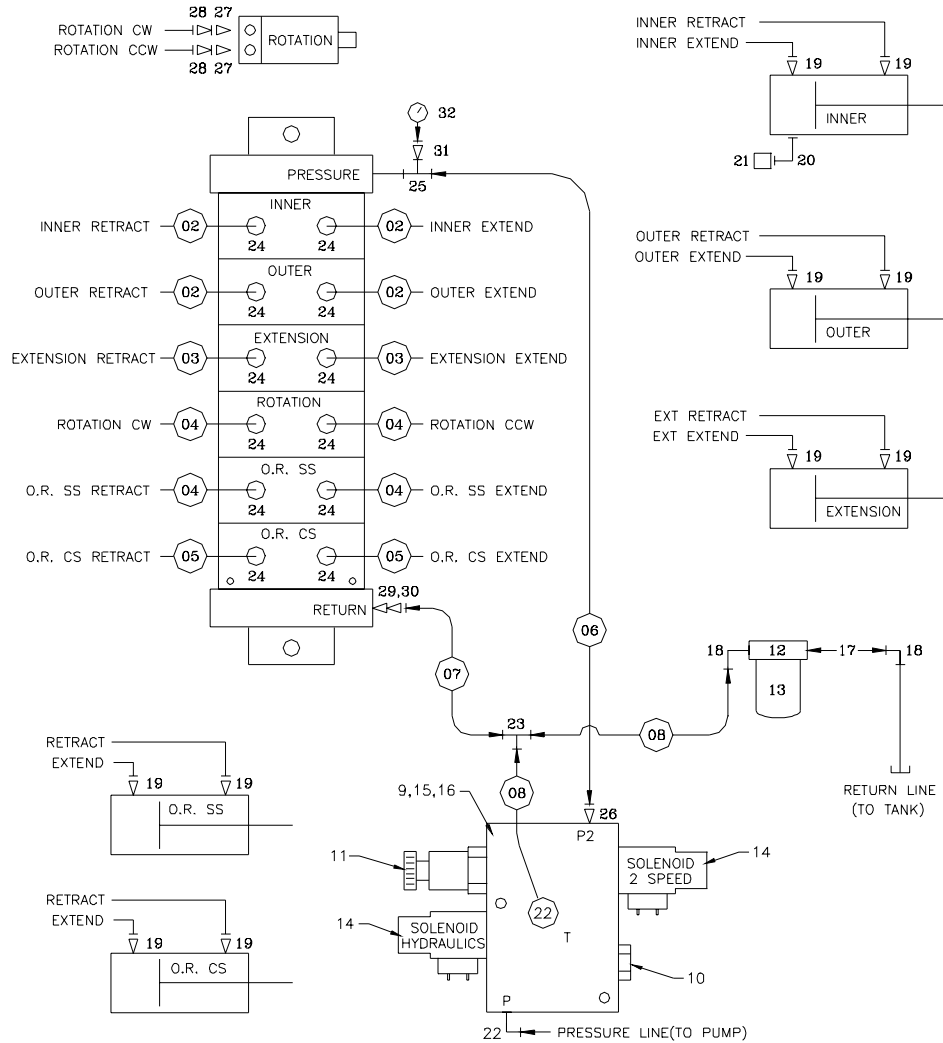 ROTATION CW 28 27 ROTATION
ROTATION CCW 28 27
INNER RETRACT
INNER EXTEND
19 19
INNER
21 20
32
31
PRESSURE 25
INNER
INNER RETRACT 02 24 24 02 INNER EXTEND
OUTER
OUTER RETRACT 02 24 24 02 OUTER EXTEND
EXTENSION
EXTENSION RETRACT 03 24 24 03 EXTENSION EXTEND
ROTATION
ROTATION CW 04 24 24 04 ROTATION CCW
O.R. SS
O.R. SS RETRACT 04 24 24 04 O.R. SS EXTEND
O.R. CS
O.R. CS RETRACT 05 24 24 05 O.R. CS EXTEND
RETURN 29,30
OUTER RETRACT
OUTER EXTEND
19 19
OUTER
EXT RETRACT
EXT EXTEND
19 19
EXTENSION
06
07
18 12 17 18
13
23
08
08
RETURN LINE
(TO TANK)
RETRACT
EXTEND
19 19
O.R. SS
RETRACT
EXTEND
19 19
O.R. CS
9,15,16
26
P2
11
SOLENOID
2 SPEED
14
14
SOLENOID
HYDRAULICS
22
T
10
P
22 PRESSURE LINE(TO PUMP)